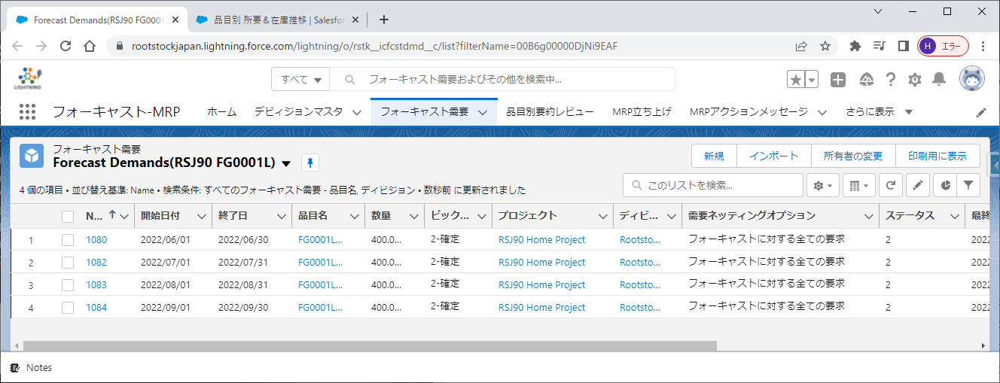 Forecast Demands(RSJ90 FG0001
品目別 所要＆在庫推移 | Salesfor
rootstockjapan.lightning.force.com/lightning/o/rstk__icfcstdmd__c/list?filterName=00B6g00000DjNi9EAF
H エラー
LIGHTNING
すべて
フォーキャスト需要およびその他を検索中...
フォーキャスト-MRP
ホーム
デビィジョンマスタ
フォーキャスト需要
品目別要約レビュー
MRP立ち上げ
MRPアクションメッセージ
さらに表示
フォーキャスト需要
Forecast Demands(RSJ90 FG0001L)
新規
インポート
所有者の変更
印刷用に表示
4 個の項目 • 並び替え基準: Name • 検索条件: すべてのフォーキャスト需要 - 品目名, ディビジョン • 数秒前 に更新されました
このリストを検索...
N... 開始日付 終了日 品目名 数量 ピック... プロジェクト ディビ... 需要ネッティングオプション ステータス 最終
1 1080 2022/06/01 2022/06/30 FG0001L... 400.0... 2-確定 RSJ90 Home Project Rootsto... フォーキャストに対する全ての要求 2 2022
2 1082 2022/07/01 2022/07/31 FG0001L... 400.0... 2-確定 RSJ90 Home Project Rootsto... フォーキャストに対する全ての要求 2 2022
3 1083 2022/08/01 2022/08/31 FG0001L... 400.0... 2-確定 RSJ90 Home Project Rootsto... フォーキャストに対する全ての要求 2 2022
4 1084 2022/09/01 2022/09/30 FG0001L... 400.0... 2-確定 RSJ90 Home Project Rootsto... フォーキャストに対する全ての要求 2 2022
Notes